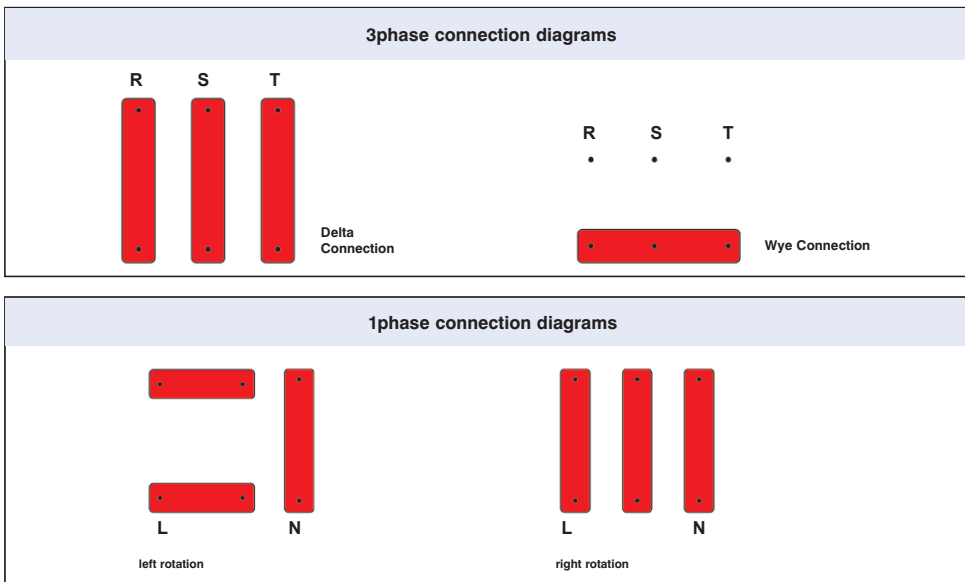 3phase connection diagrams
R S T
Delta
Connection
R S T
Wye Connection
1phase connection diagrams
L N
left rotation
L N
right rotation